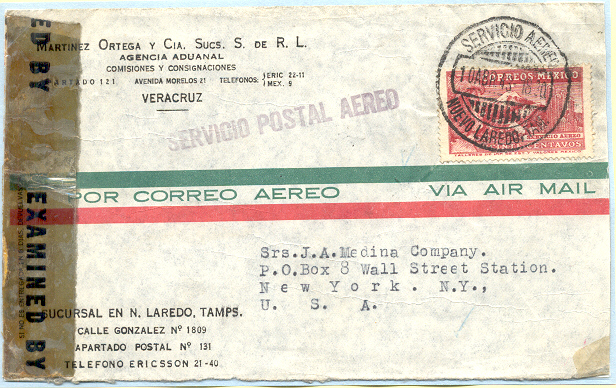 MARTINEZ ORTEGA Y CIA. SUCS. S. DE R. L.
AGENCIA ADUANAL
COMISIONES Y CONSIGNACIONES
APARTADO 121 AVENIDA MORELOS 21 TELEFONOS: ERIC 22-11
MEX. 9
VERACRUZ
SERVICIO POSTAL AEREO
SERVICIO AEREO
NUEVO LAREDO
CORREOS MEXICO
SERVICIO AEREO
CENTAVOS
POR CORREO AEREO VIA AIR MAIL
Srs.J.A.Medina Company.
P.O.Box 8 Wall Street Station.
New York. N.Y.,
U. S. A.
SUCURSAL EN N. LAREDO, TAMPS.
CALLE GONZALEZ Nº 1809
APARTADO POSTAL Nº 131
TELEFONO ERICSSON 21-40
ED BY
EXAMINED BY